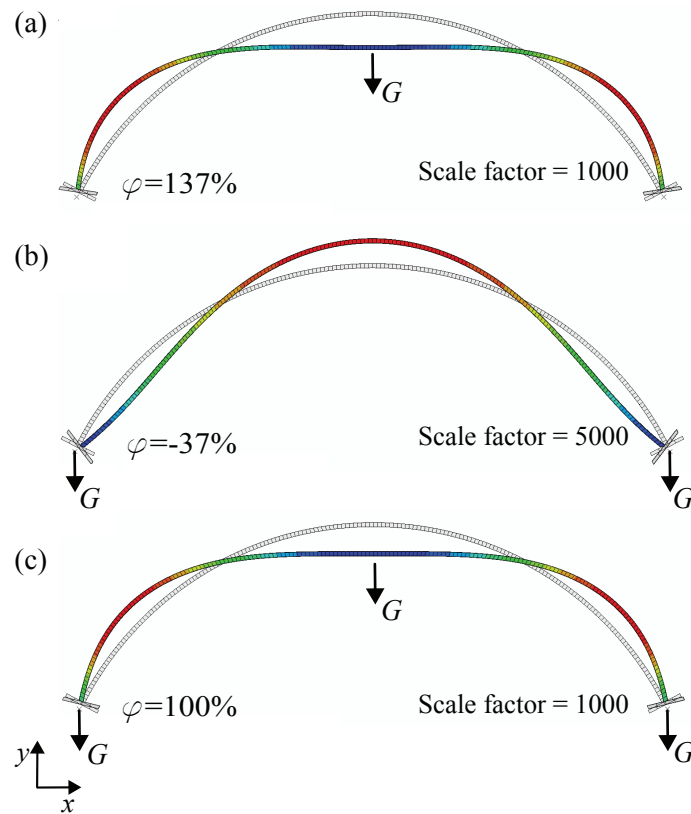 (a)
G
φ=137%
Scale factor = 1000
(b)
φ=-37%
Scale factor = 5000
G
G
(c)
G
φ=100%
Scale factor = 1000
G
G
y
x